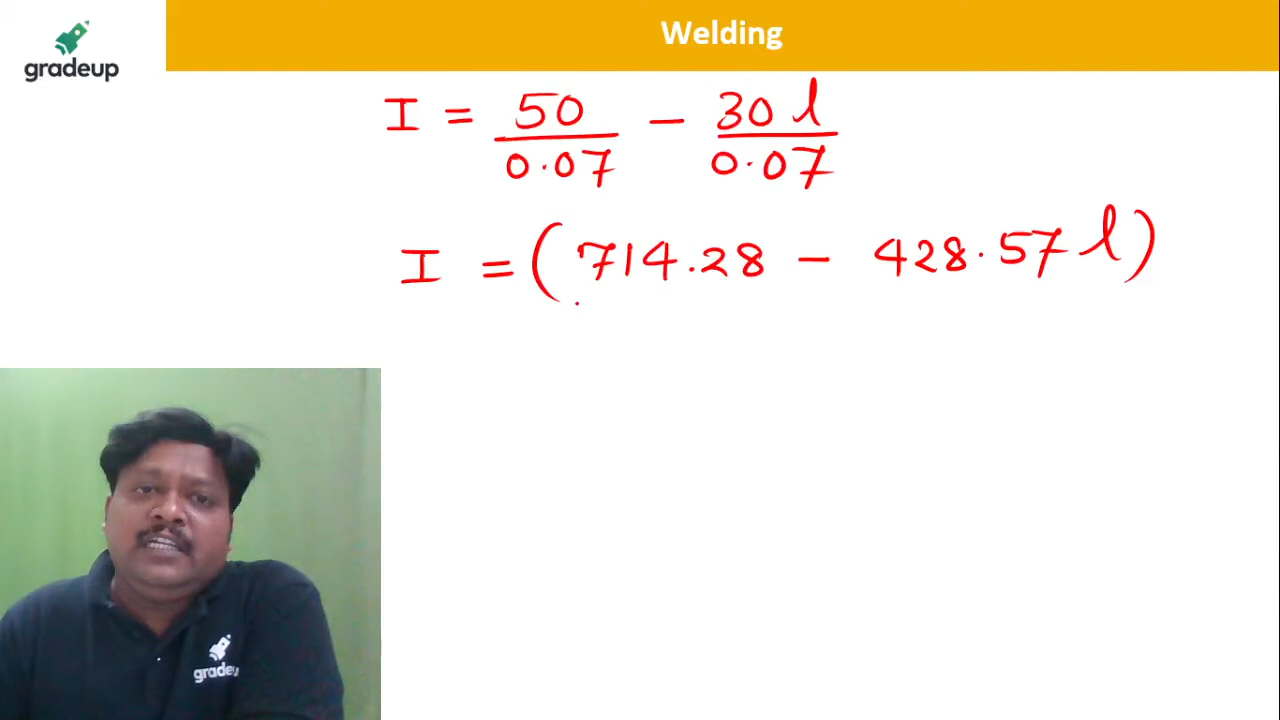 Welding
gradeup
I = 50/0.07 - 30l/0.07
I = (714.28 - 428.57l)
gradeup